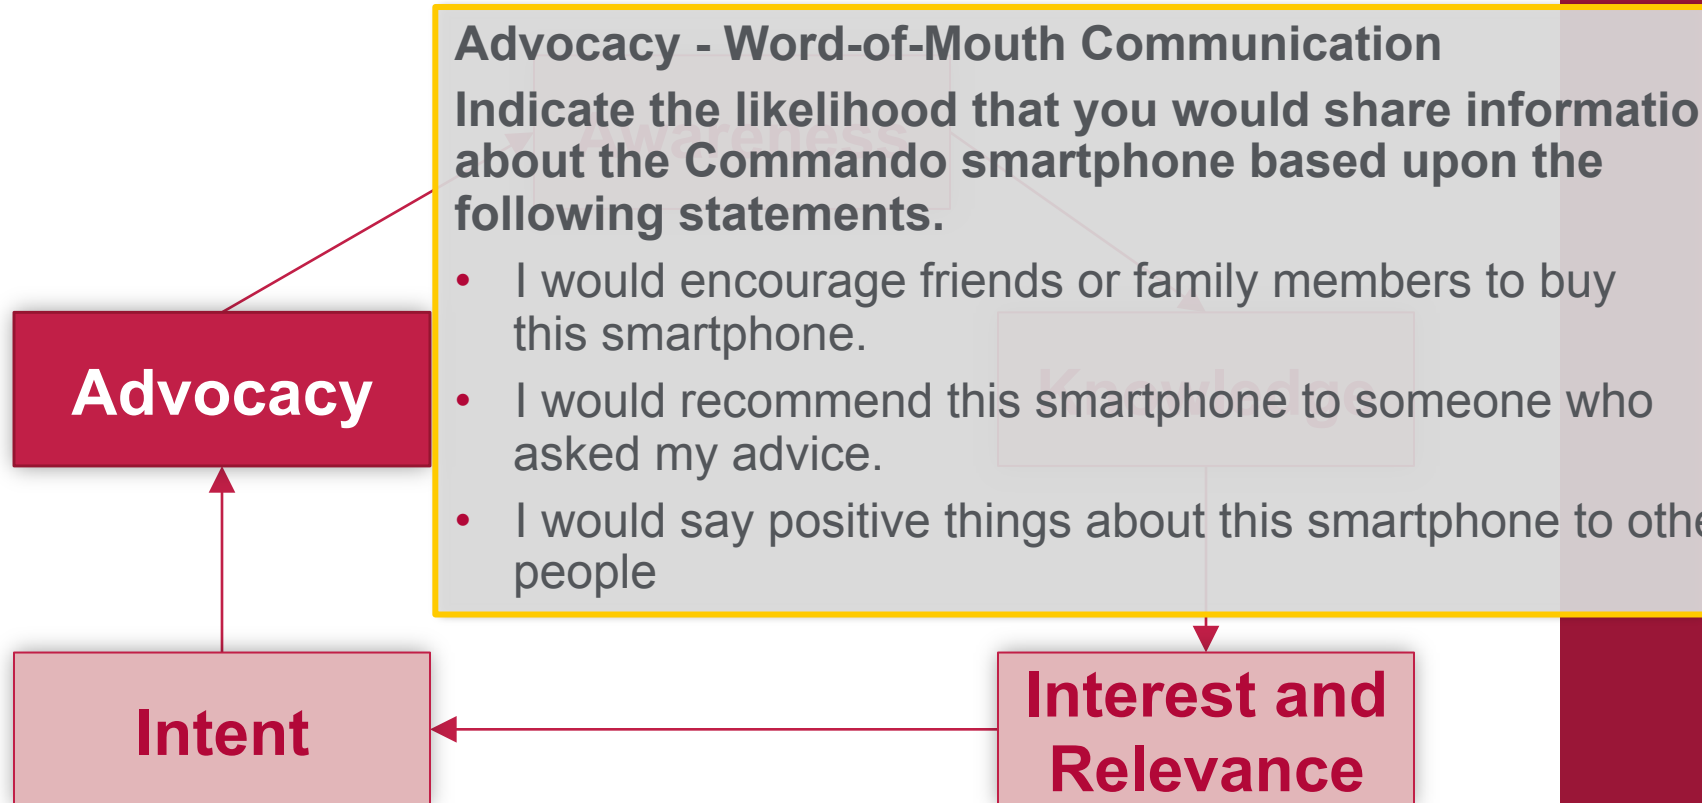 Advocacy - Word-of-Mouth Communication
Indicate the likelihood that you would share informatio
about the Commando smartphone based upon the
following statements.
• I would encourage friends or family members to buy
this smartphone.
• I would recommend this smartphone to someone who
asked my advice.
• I would say positive things about this smartphone to othe
people
Awareness
Advocacy
Knowledge
Intent
Interest and
Relevance